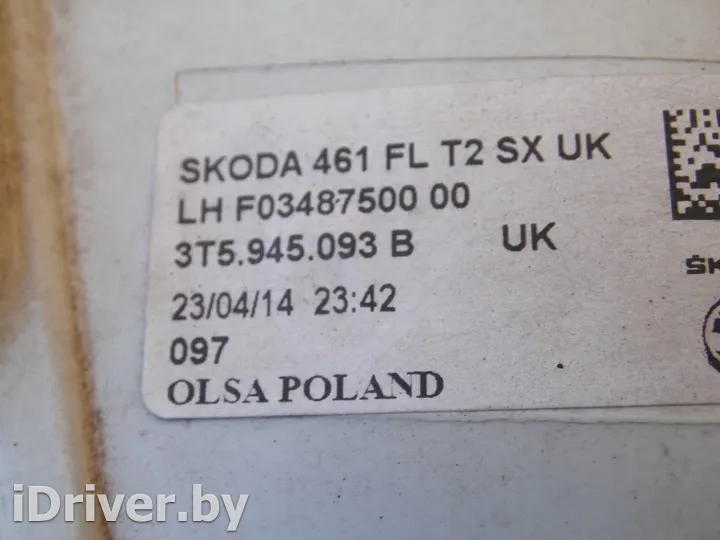 SKODA 461 FL T2 SX UK
LH F03487500 00
3T5.945.093 B UK
23/04/14 23:42
097
OLSA POLAND
iDriver.by